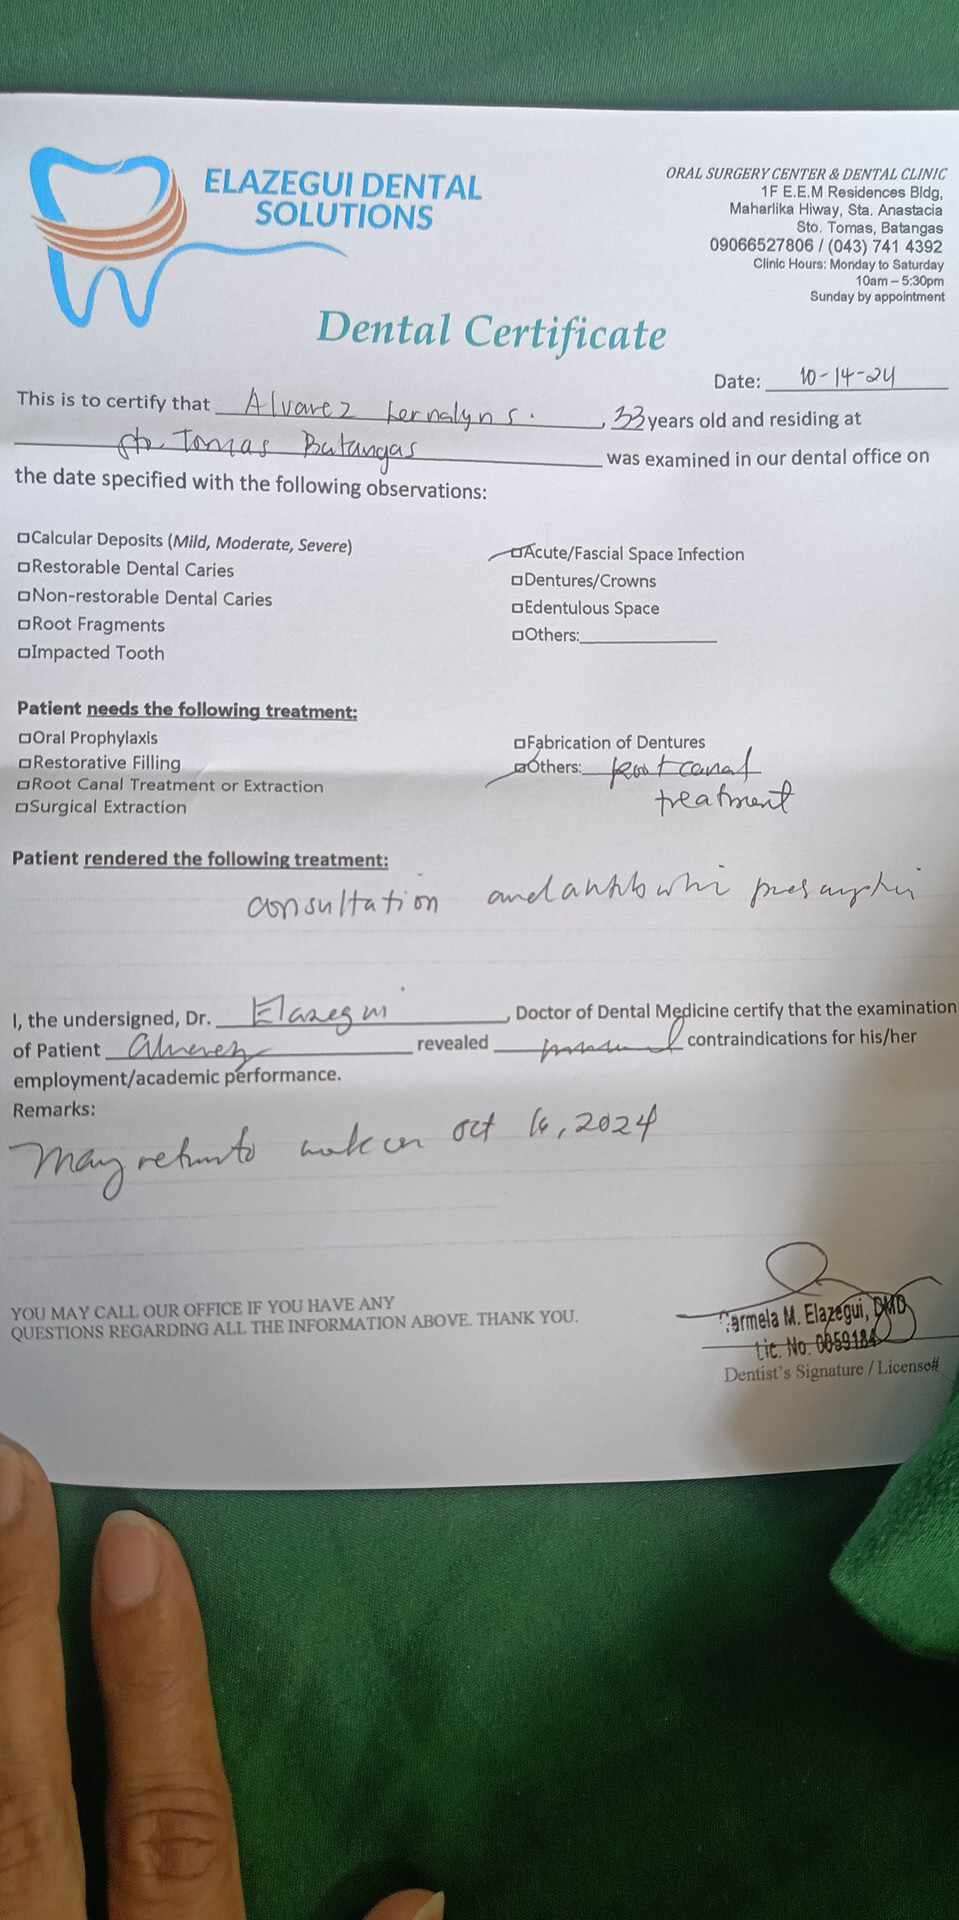 ELAZEGUI DENTAL
SOLUTIONS
ORAL SURGERY CENTER & DENTAL CLINIC
1F E.E.M Residences Bldg,
Maharlika Hiway, Sta. Anastacia
Sto. Tomas, Batangas
09066527806 / (043) 741 4392
Clinic Hours: Monday to Saturday
10am – 5:30pm
Sunday by appointment
Dental Certificate
Date: 10-14-24
This is to certify that Alvarez S. , 33 years old and residing at
Sto Tomas Batangas was examined in our dental office on
the date specified with the following observations:
Calcular Deposits (Mild, Moderate, Severe)
Restorable Dental Caries
Non-restorable Dental Caries
Root Fragments
Impacted Tooth
Acute/Fascial Space Infection
Dentures/Crowns
Edentulous Space
Others:
Patient needs the following treatment:
Oral Prophylaxis
Restorative Filling
Root Canal Treatment or Extraction
Surgical Extraction
Fabrication of Dentures
Others: Root canal
treatment
Patient rendered the following treatment:
consultation and
I, the undersigned, Dr. Elazegui , Doctor of Dental Medicine certify that the examination
of Patient Alvarez revealed contraindications for his/her
employment/academic performance.
Remarks:
May return to work on Oct 16, 2024
YOU MAY CALL OUR OFFICE IF YOU HAVE ANY
QUESTIONS REGARDING ALL THE INFORMATION ABOVE. THANK YOU.
Carmela M. Elazegui, DMD
Lic. No. 0059184
Dentist's Signature / License#